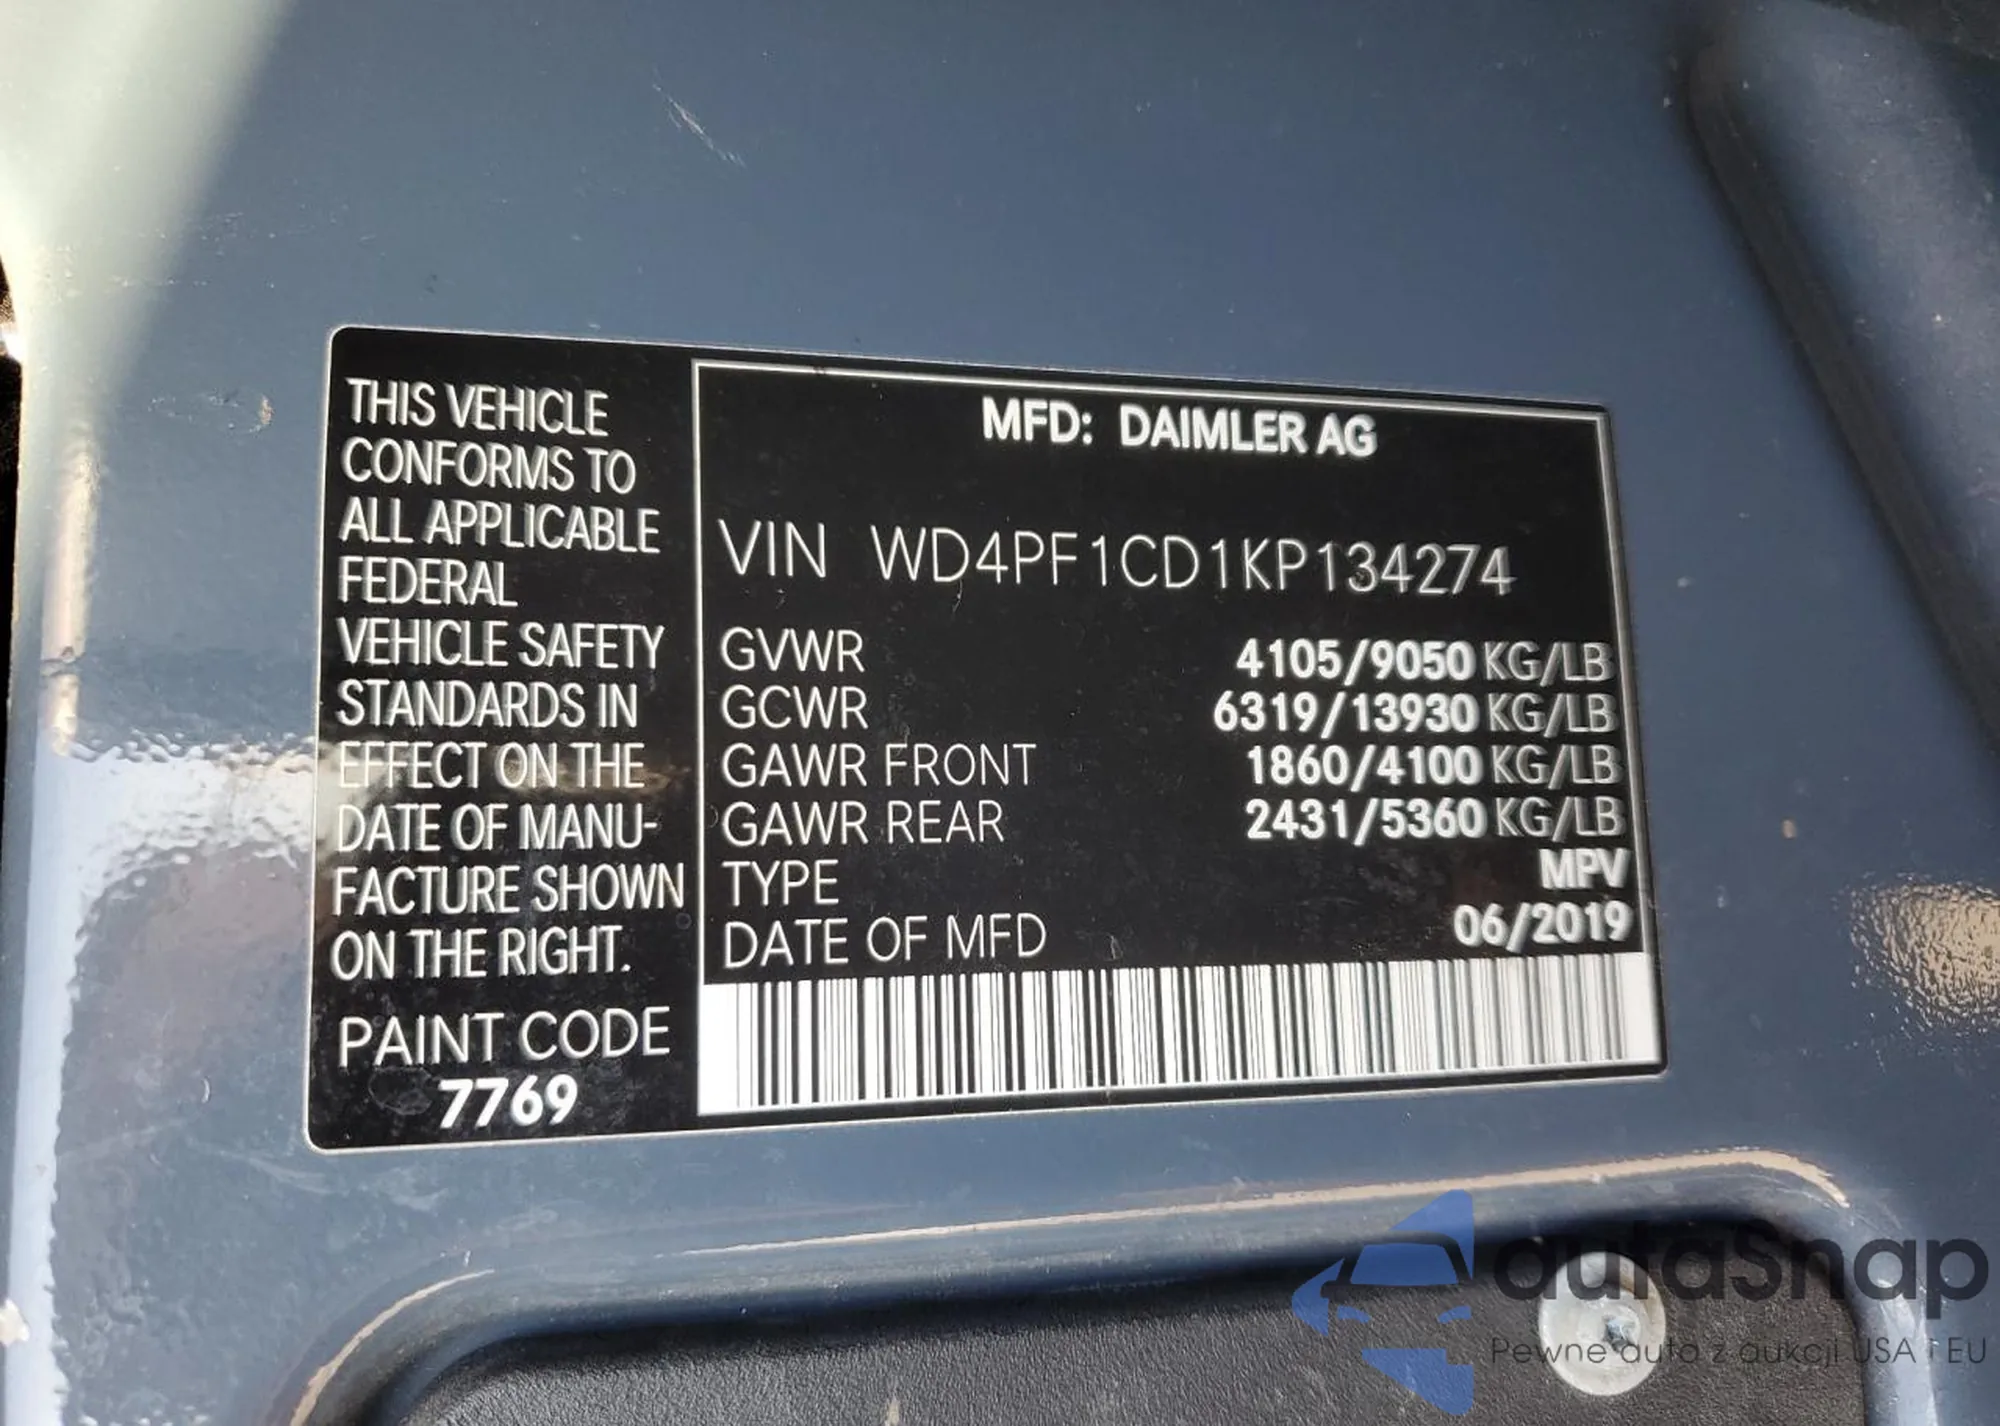 THIS VEHICLE
CONFORMS TO
ALL APPLICABLE
FEDERAL
VEHICLE SAFETY
STANDARDS IN
EFFECT ON THE
DATE OF MANU-
FACTURE SHOWN
ON THE RIGHT.
PAINT CODE
7769
MFD: DAIMLER AG
VIN WD4PF1CD1KP134274
GVWR 4105/9050 KG/LB
GCWR 6319/13930 KG/LB
GAWR FRONT 1860/4100 KG/LB
GAWR REAR 2431/5360 KG/LB
TYPE MPV
DATE OF MFD 06/2019
autaSnap
Pewne auta z aukcji USA i EU